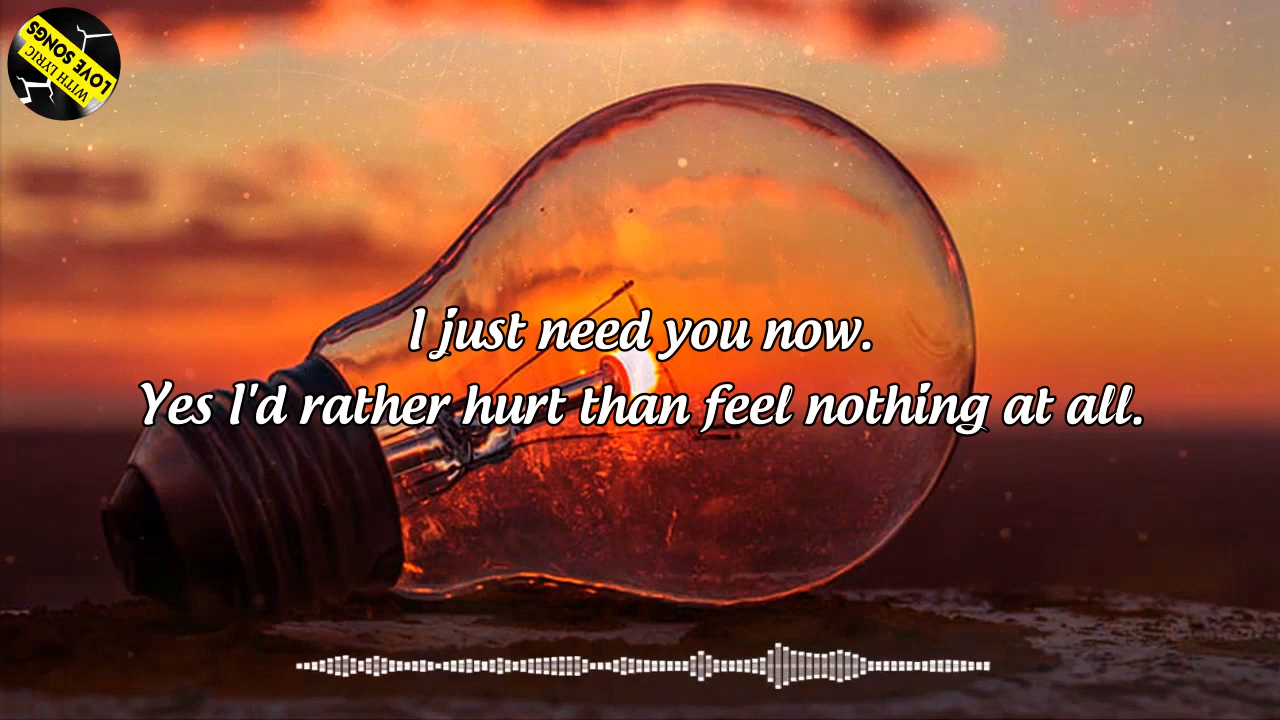 LOVE SONGS
WITH LYRIC
I just need you now.
Yes I'd rather hurt than feel nothing at all.